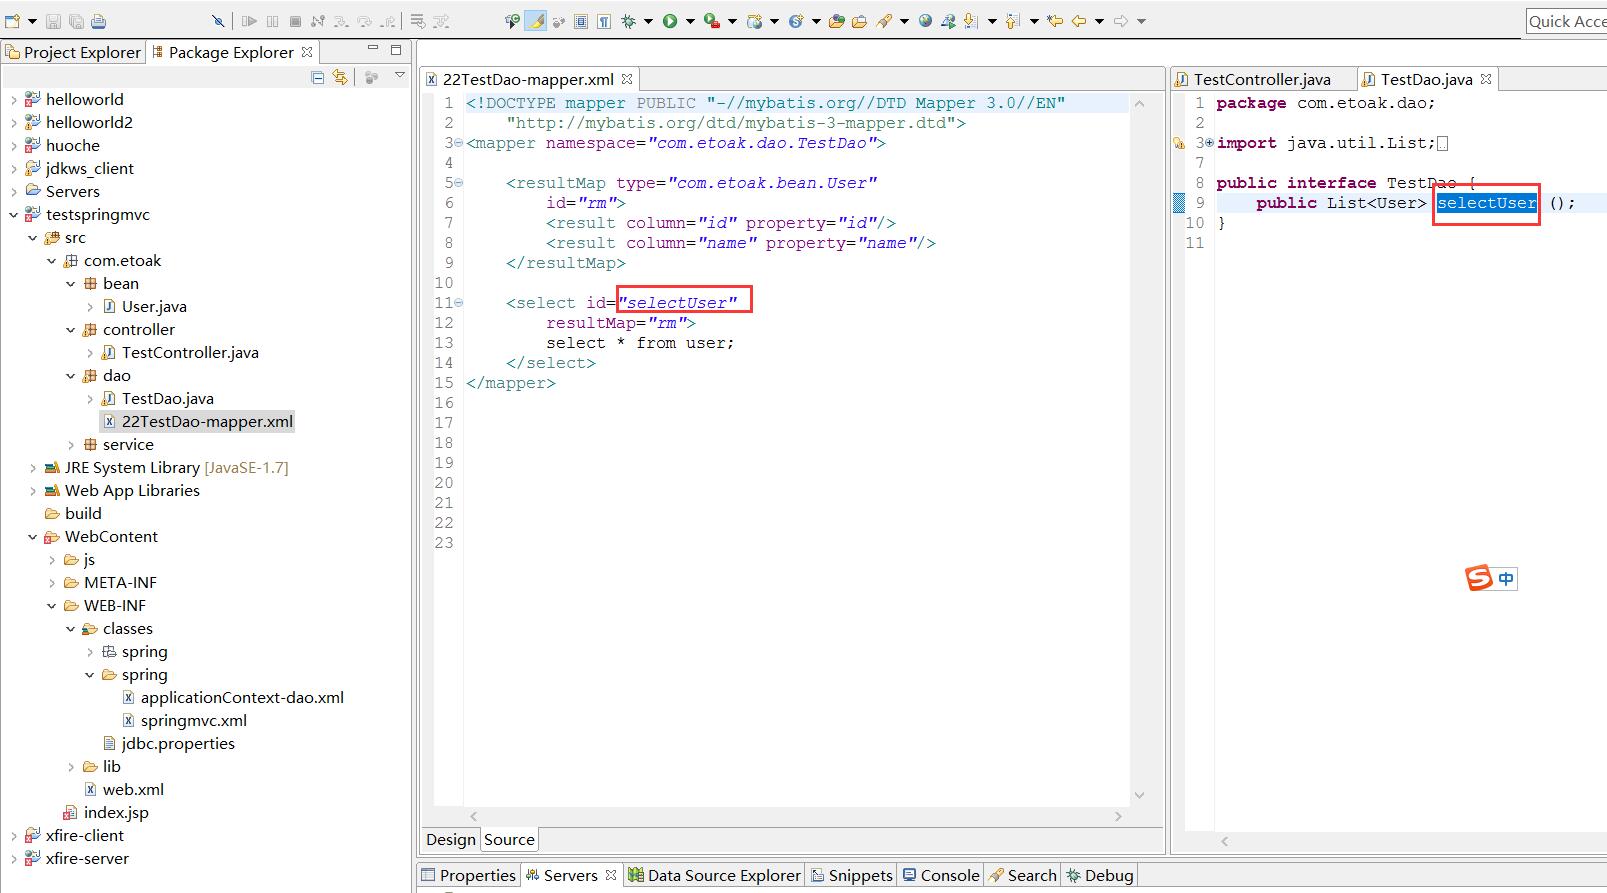 Quick Acce
Project Explorer
Package Explorer
helloworld
helloworld2
huoche
jdkws_client
Servers
testspringmvc
src
com.etoak
bean
User.java
controller
TestController.java
dao
TestDao.java
22TestDao-mapper.xml
service
JRE System Library [JavaSE-1.7]
Web App Libraries
build
WebContent
js
META-INF
WEB-INF
classes
spring
spring
applicationContext-dao.xml
springmvc.xml
jdbc.properties
lib
web.xml
index.jsp
xfire-client
xfire-server
22TestDao-mapper.xml
1 <!DOCTYPE mapper PUBLIC "-//mybatis.org//DTD Mapper 3.0//EN"
2 "http://mybatis.org/dtd/mybatis-3-mapper.dtd">
3 <mapper namespace="com.etoak.dao.TestDao">
4
5 <resultMap type="com.etoak.bean.User"
6 id="rm">
7 <result column="id" property="id"/>
8 <result column="name" property="name"/>
9 </resultMap>
10
11 <select id="selectUser"
12 resultMap="rm">
13 select * from user;
14 </select>
15 </mapper>
16
17
18
19
20
21
22
23
Design Source
TestController.java
TestDao.java
1 package com.etoak.dao;
2
3 import java.util.List;
7
8 public interface TestDao {
9 public List<User> selectUser ();
10 }
11
S 中
Properties Servers Data Source Explorer Snippets Console Search Debug